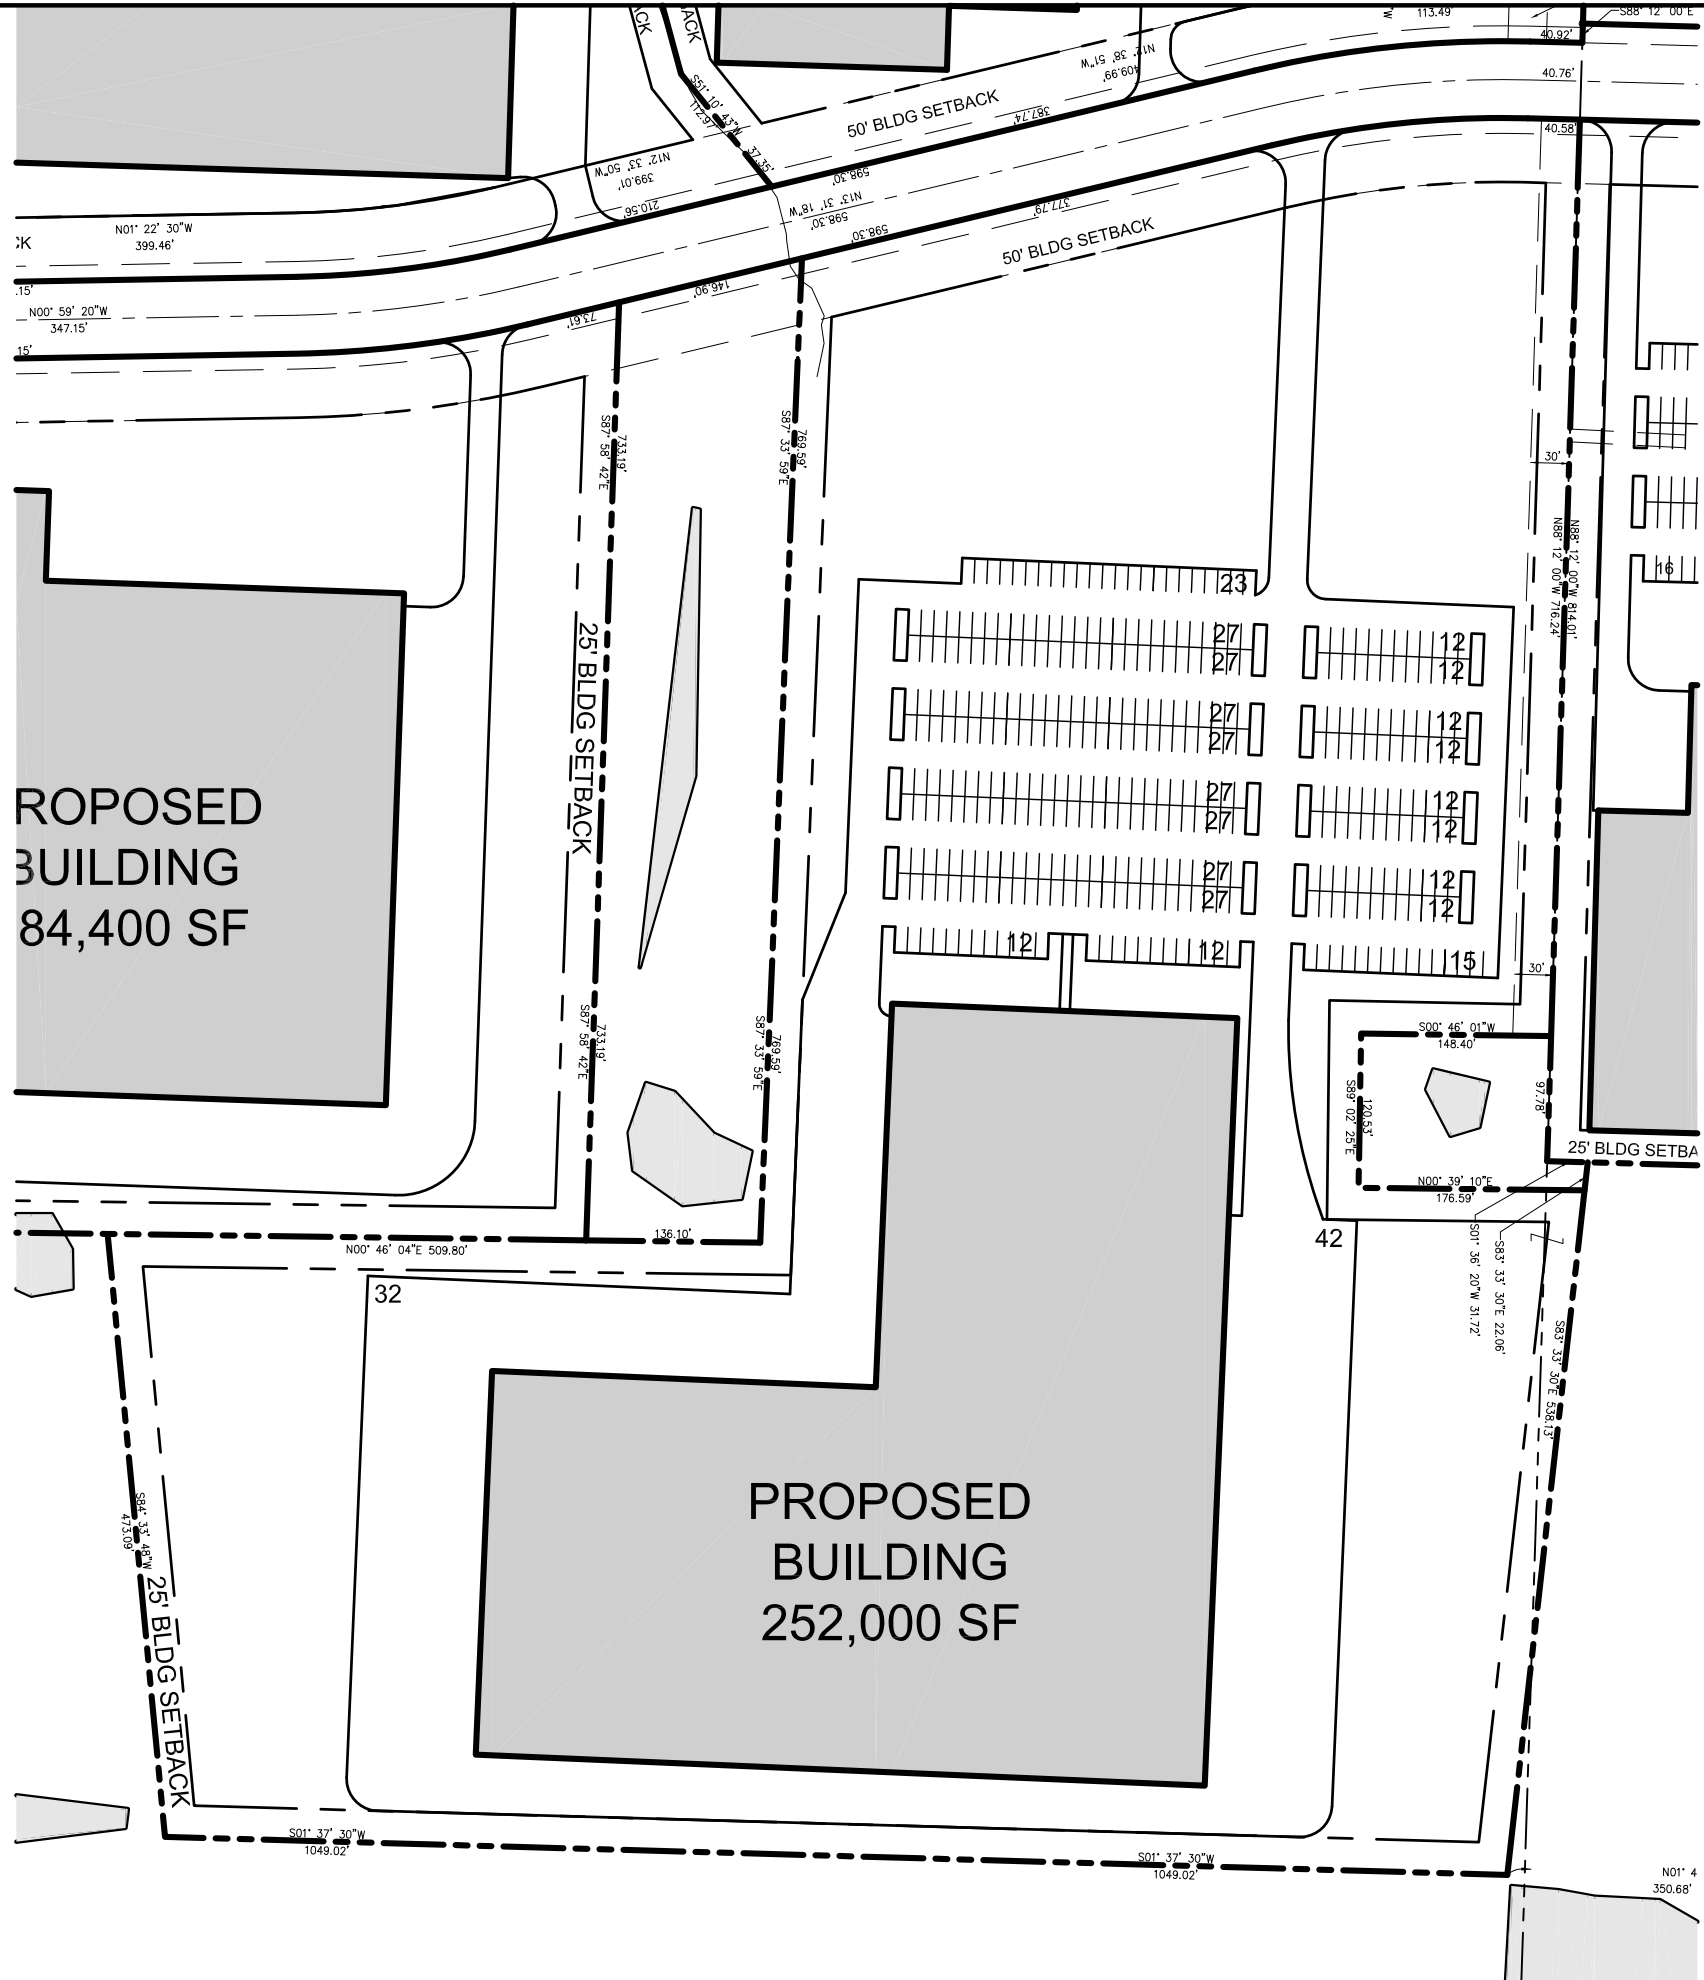 113.49'
S88° 12' 00"E
40.92'
N12° 38' 51"W
409.99'
40.76'
50' BLDG SETBACK
387.74'
S51° 10' 43"W
112.97'
37.35'
40.58'
N12° 33' 50"W
399.01'
598.30'
210.56'
N13° 31' 18"W
598.30'
377.79'
598.30'
N01° 22' 30"W
399.46'
50' BLDG SETBACK
146.90'
.15'
N00° 59' 20"W
347.15'
73.61'
15'
S87° 58' 42"E
733.19'
S87° 33' 59"E
769.59'
30'
N88° 12' 00"W 716.24'
N88° 12' 00"W 814.01'
16
23
25' BLDG SETBACK
27
27
12
12
27
27
12
12
27
27
12
12
27
27
12
12
12
12
15
30'
ROPOSED
BUILDING
84,400 SF
S87° 58' 42"E
733.19'
S87° 33' 59"E
769.59'
S00° 46' 01"W
148.40'
S89° 02' 25"E
120.53'
97.78'
25' BLDG SETBA
N00° 39' 10"E
176.59'
136.10'
N00° 46' 04"E 509.80'
42
32
S01° 36' 20"W 31.72'
S83° 33' 30"E 22.06'
S83° 33' 30"E 538.13'
S84° 33' 48"W
473.09'
25' BLDG SETBACK
PROPOSED
BUILDING
252,000 SF
S01° 37' 30"W
1049.02'
S01° 37' 30"W
1049.02'
N01° 4
350.68'